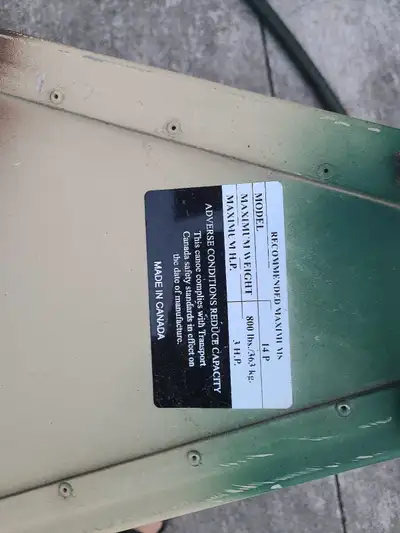 RECOMMENDED MAXIMUMS
MODEL 14 P
MAXIMUM WEIGHT 800 lbs./363 kg.
MAXIMUM H.P. 3 H.P.
ADVERSE CONDITIONS REDUCE CAPACITY
This canoe complies with Transport
Canada safety standards in effect on
the date of manufacture.
MADE IN CANADA